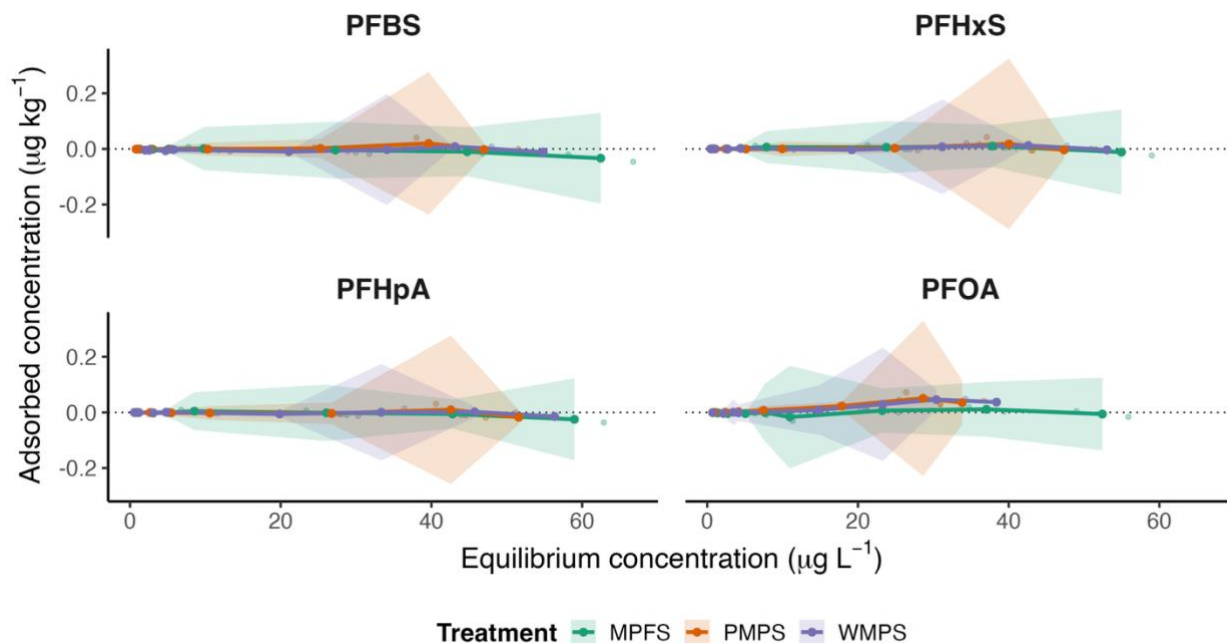 PFBS PFHxS
0.2
0.0
-0.2
PFHpA PFOA
0.2
0.0
-0.2
0 20 40 60 0 20 40 60
Adsorbed concentration (μg kg⁻¹)
Equilibrium concentration (μg L⁻¹)
Treatment MPFS PMPS WMPS